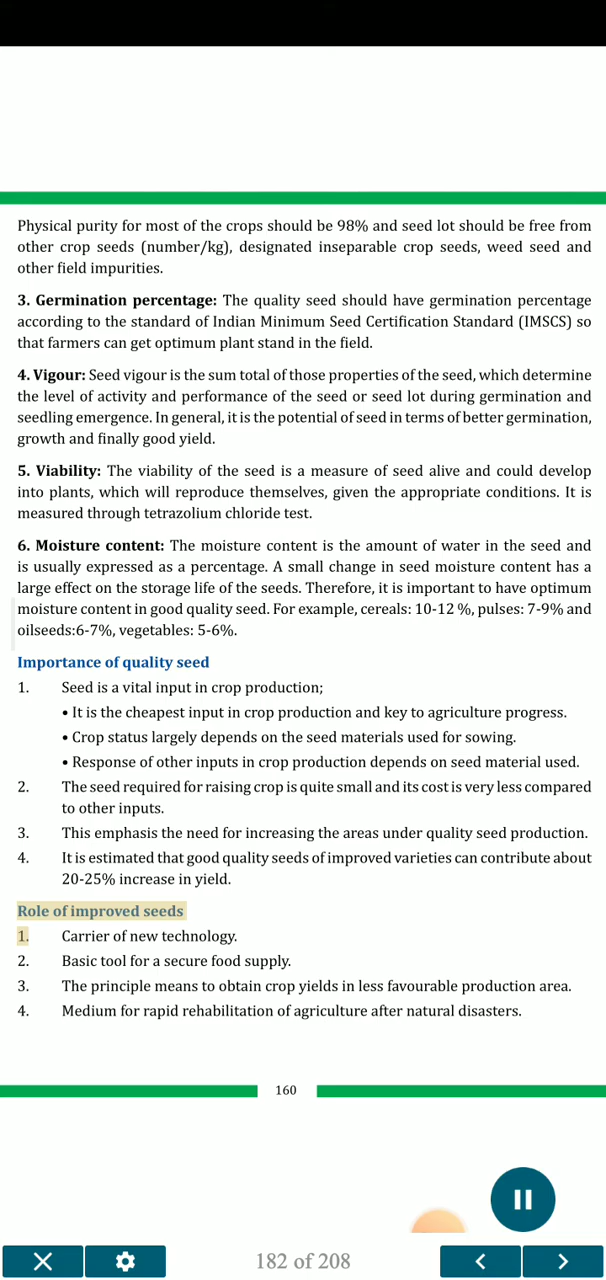 Physical purity for most of the crops should be 98% and seed lot should be free from
other crop seeds (number/kg), designated inseparable crop seeds, weed seed and
other field impurities.
3. Germination percentage: The quality seed should have germination percentage
according to the standard of Indian Minimum Seed Certification Standard (IMSCS) so
that farmers can get optimum plant stand in the field.
4. Vigour: Seed vigour is the sum total of those properties of the seed, which determine
the level of activity and performance of the seed or seed lot during germination and
seedling emergence. In general, it is the potential of seed in terms of better germination,
growth and finally good yield.
5. Viability: The viability of the seed is a measure of seed alive and could develop
into plants, which will reproduce themselves, given the appropriate conditions. It is
measured through tetrazolium chloride test.
6. Moisture content: The moisture content is the amount of water in the seed and
is usually expressed as a percentage. A small change in seed moisture content has a
large effect on the storage life of the seeds. Therefore, it is important to have optimum
moisture content in good quality seed. For example, cereals: 10-12 %, pulses: 7-9% and
oilseeds:6-7%, vegetables: 5-6%.
Importance of quality seed
1. Seed is a vital input in crop production;
• It is the cheapest input in crop production and key to agriculture progress.
• Crop status largely depends on the seed materials used for sowing.
• Response of other inputs in crop production depends on seed material used.
2. The seed required for raising crop is quite small and its cost is very less compared
to other inputs.
3. This emphasis the need for increasing the areas under quality seed production.
4. It is estimated that good quality seeds of improved varieties can contribute about
20-25% increase in yield.
Role of improved seeds
1. Carrier of new technology.
2. Basic tool for a secure food supply.
3. The principle means to obtain crop yields in less favourable production area.
4. Medium for rapid rehabilitation of agriculture after natural disasters.
160
182 of 208